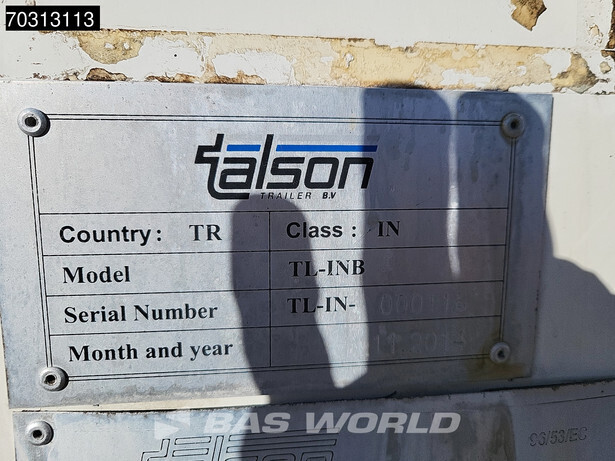 70313113
talson
TRAILER B.V
Country : TR Class : IN
Model TL-INB
Serial Number TL-IN-
Month and year
BAS WORLD
talson